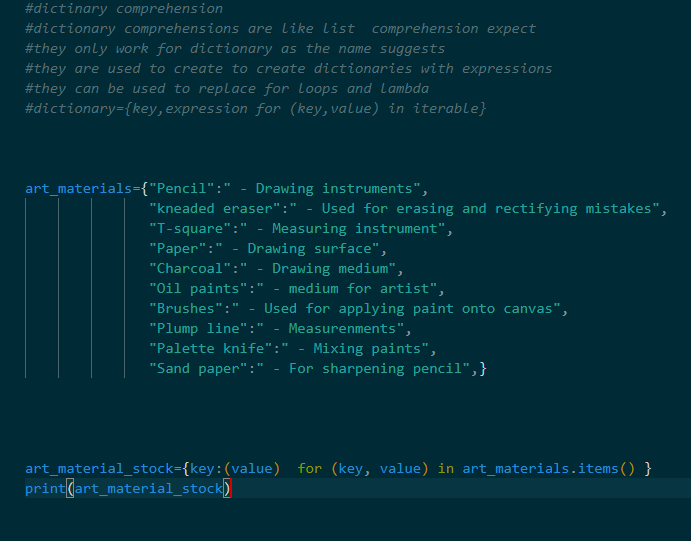 #dictinary comprehension
#dictionary comprehensions are like list  comprehension expect
#they only work for dictionary as the name suggests
#they are used to create to create dictionaries with expressions
#they can be used to replace for loops and lambda
#dictionary={key,expression for (key,value) in iterable}
art_materials={"Pencil":" - Drawing instruments",
"kneaded eraser":" - Used for erasing and rectifying mistakes",
"T-square":" - Measuring instrument",
"Paper":" - Drawing surface",
"Charcoal":" - Drawing medium",
"Oil paints":" - medium for artist",
"Brushes":" - Used for applying paint onto canvas",
"Plump line":" - Measurenments",
"Palette knife":" - Mixing paints",
"Sand paper":" - For sharpening pencil",}
art_material_stock={key:(value)  for (key, value) in art_materials.items() }
print(art_material_stock)